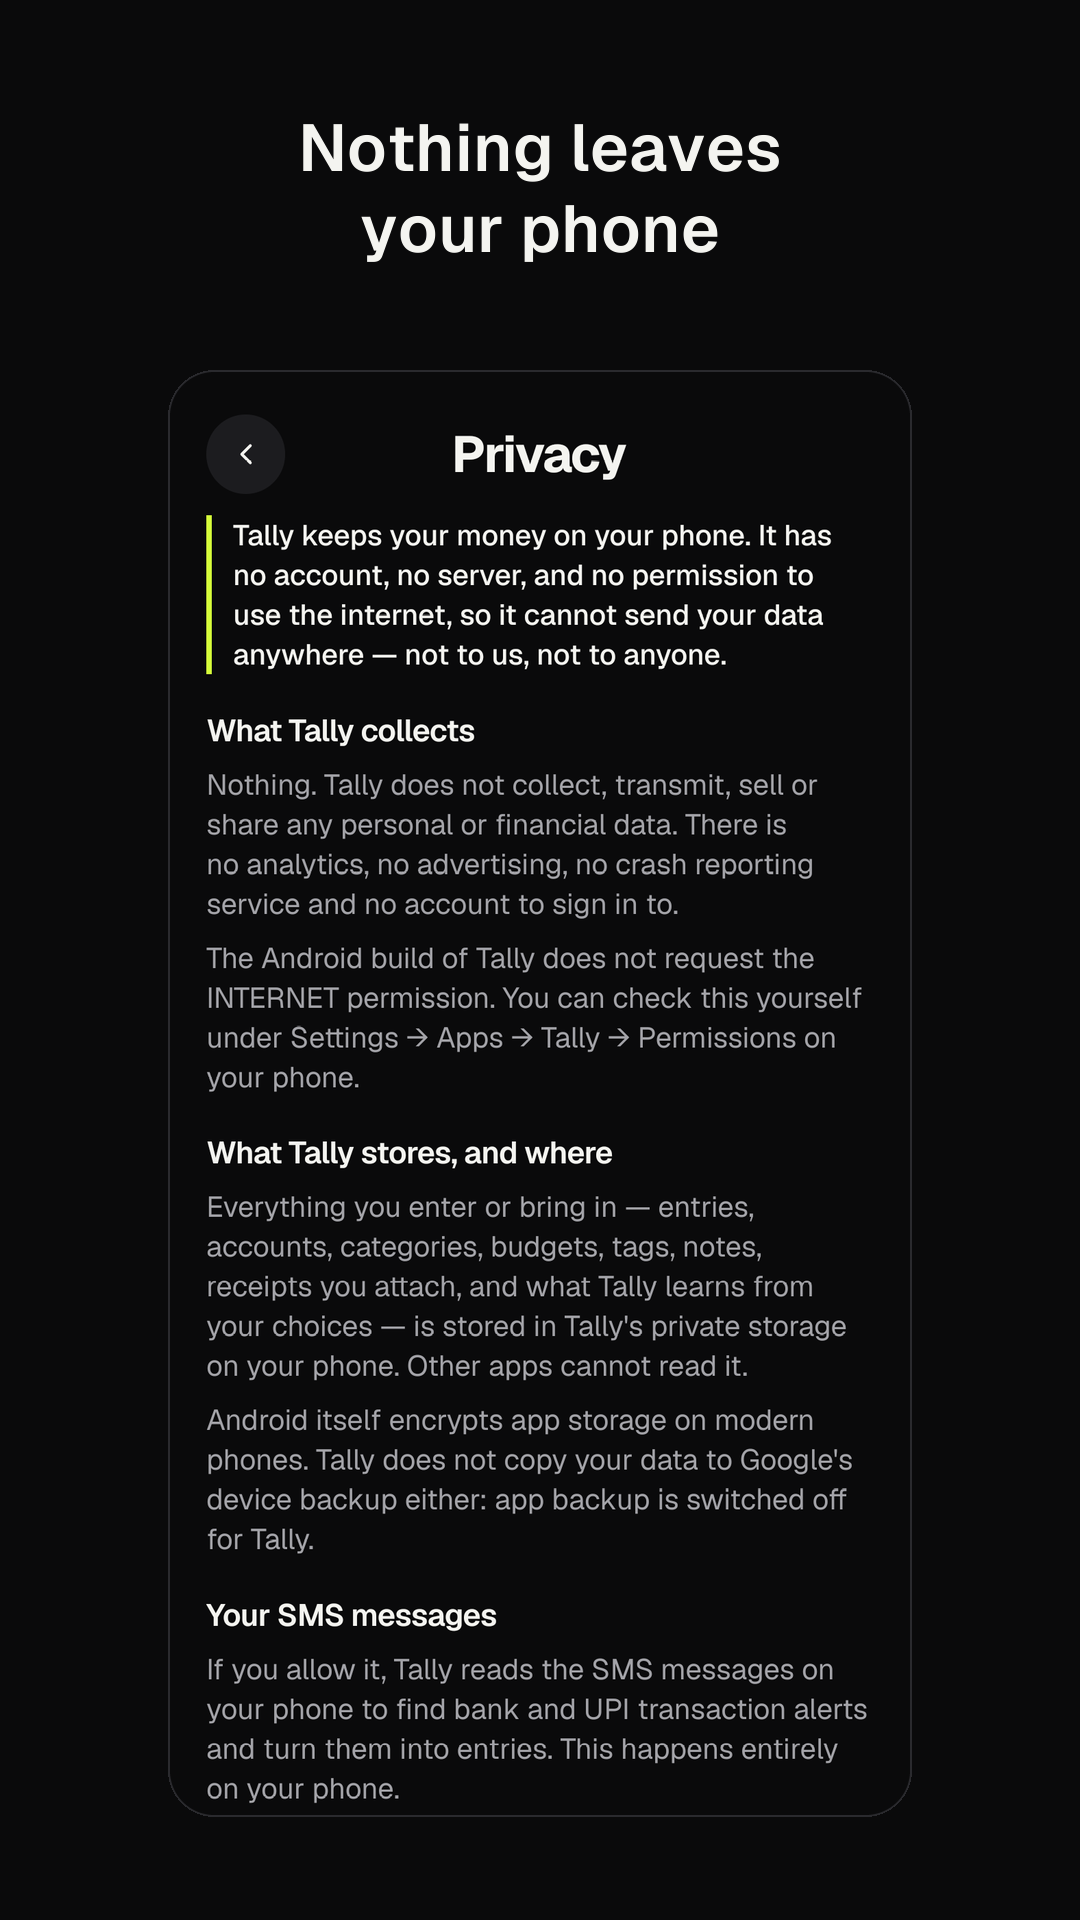 Nothing leaves
your phone
Privacy
Tally keeps your money on your phone. It has
no account, no server, and no permission to
use the internet, so it cannot send your data
anywhere — not to us, not to anyone.
What Tally collects
Nothing. Tally does not collect, transmit, sell or
share any personal or financial data. There is
no analytics, no advertising, no crash reporting
service and no account to sign in to.
The Android build of Tally does not request the
INTERNET permission. You can check this yourself
under Settings → Apps → Tally → Permissions on
your phone.
What Tally stores, and where
Everything you enter or bring in — entries,
accounts, categories, budgets, tags, notes,
receipts you attach, and what Tally learns from
your choices — is stored in Tally's private storage
on your phone. Other apps cannot read it.
Android itself encrypts app storage on modern
phones. Tally does not copy your data to Google's
device backup either: app backup is switched off
for Tally.
Your SMS messages
If you allow it, Tally reads the SMS messages on
your phone to find bank and UPI transaction alerts
and turn them into entries. This happens entirely
on your phone.